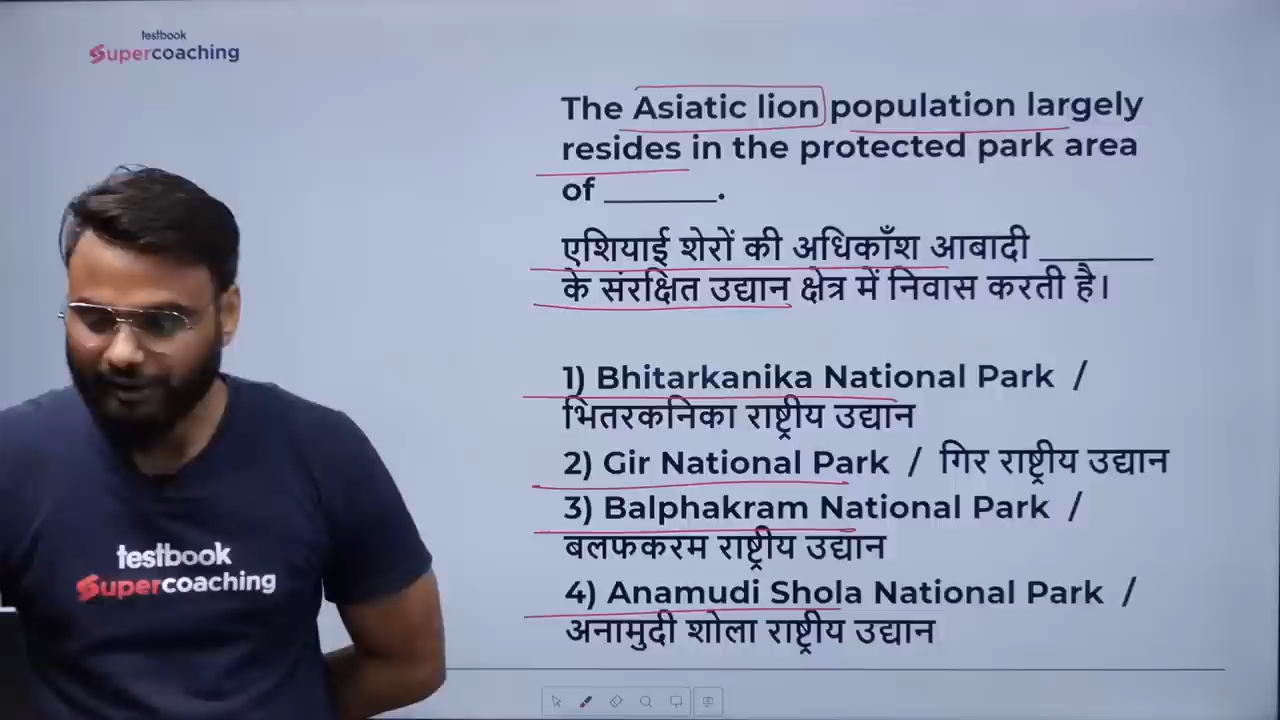 testbook
Supercoaching
The Asiatic lion population largely
resides in the protected park area
of ______.
एशियाई शेरों की अधिकाँश आबादी ______
के संरक्षित उद्यान क्षेत्र में निवास करती है।
1) Bhitarkanika National Park /
भितरकनिका राष्ट्रीय उद्यान
2) Gir National Park / गिर राष्ट्रीय उद्यान
3) Balphakram National Park /
बलफकरम राष्ट्रीय उद्यान
4) Anamudi Shola National Park /
अनामुदी शोला राष्ट्रीय उद्यान
testbook
Supercoaching